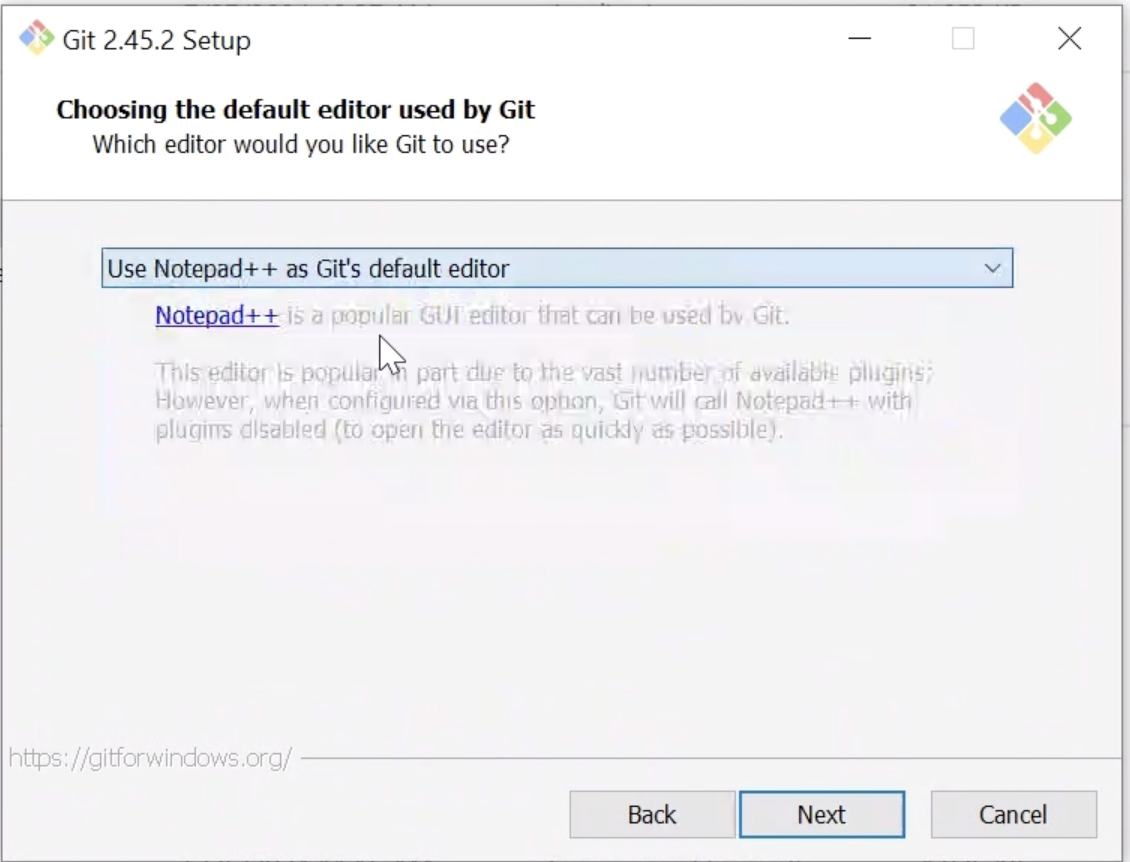 Git 2.45.2 Setup
Choosing the default editor used by Git
Which editor would you like Git to use?
Use Notepad++ as Git's default editor
Notepad++ is a popular GUI editor that can be used by Git.
This editor is popular in part due to the vast number of available plugins;
However, when configured via this option, Git will call Notepad++ with
plugins disabled (to open the editor as quickly as possible).
https://gitforwindows.org/
Back
Next
Cancel